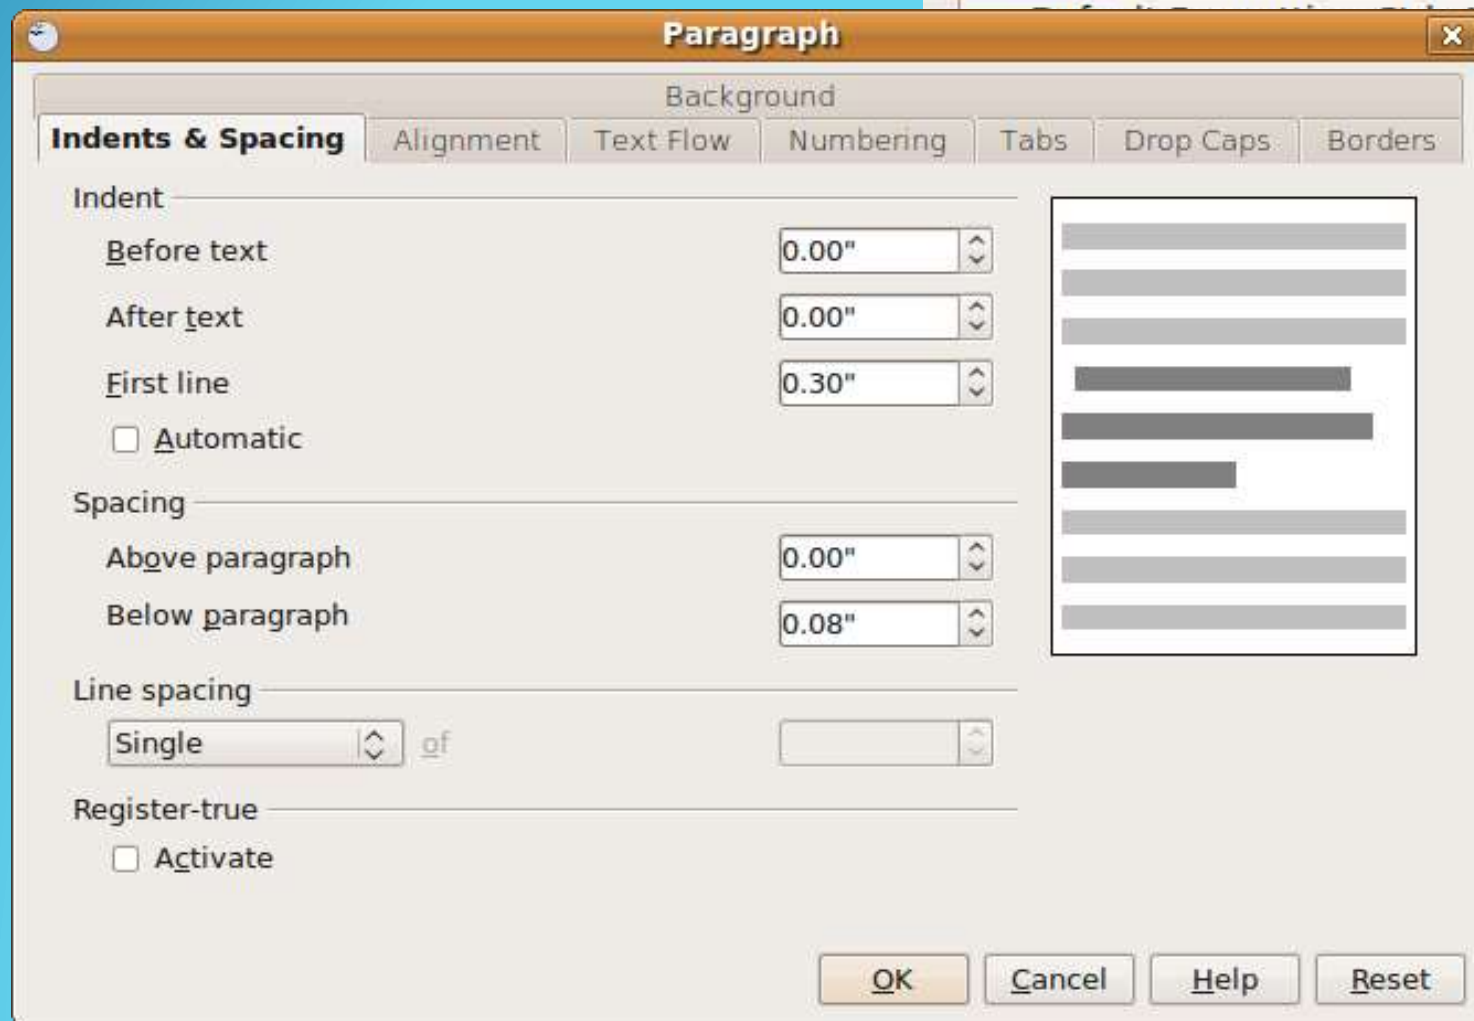 Paragraph
Background
Indents & Spacing Alignment Text Flow Numbering Tabs Drop Caps Borders
Indent
Before text 0.00"
After text 0.00"
First line 0.30"
Automatic
Spacing
Above paragraph 0.00"
Below paragraph 0.08"
Line spacing
Single of
Register-true
Activate
OK Cancel Help Reset